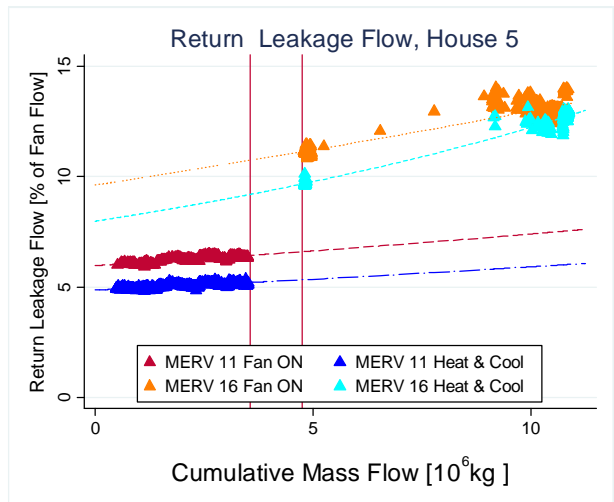 Return Leakage Flow, House 5
Return Leakage Flow [% of Fan Flow]
15
10
5
0
MERV 11 Fan ON
MERV 11 Heat & Cool
MERV 16 Fan ON
MERV 16 Heat & Cool
0
5
10
Cumulative Mass Flow [10⁶kg ]